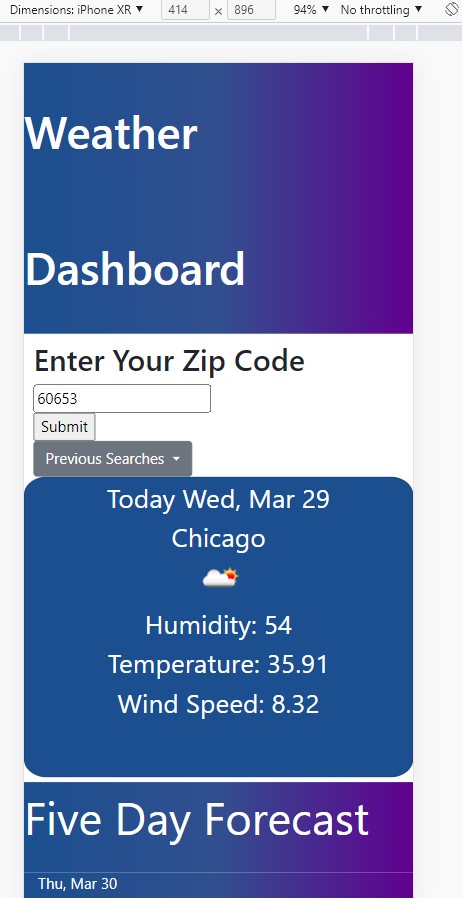 Dimensions: iPhone XR ▼ 414 × 896 94% ▼ No throttling ▼
Weather
Dashboard
Enter Your Zip Code
60653
Submit
Previous Searches
Today Wed, Mar 29
Chicago
Humidity: 54
Temperature: 35.91
Wind Speed: 8.32
Five Day Forecast
Thu, Mar 30